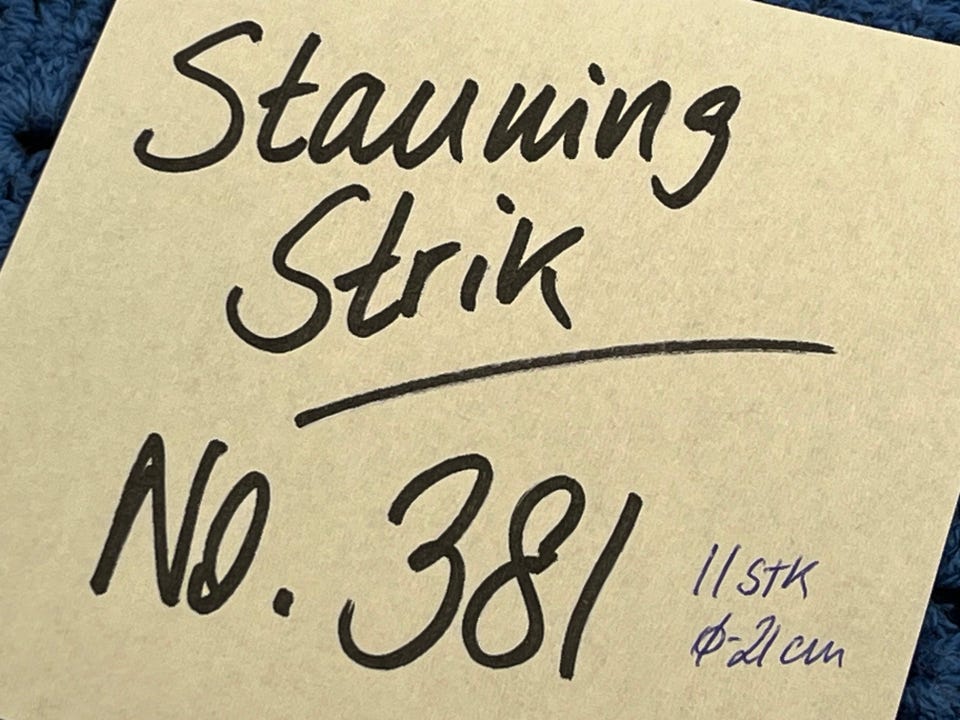 Stauning
Strik
No. 381
11 stk
ø-21 cm